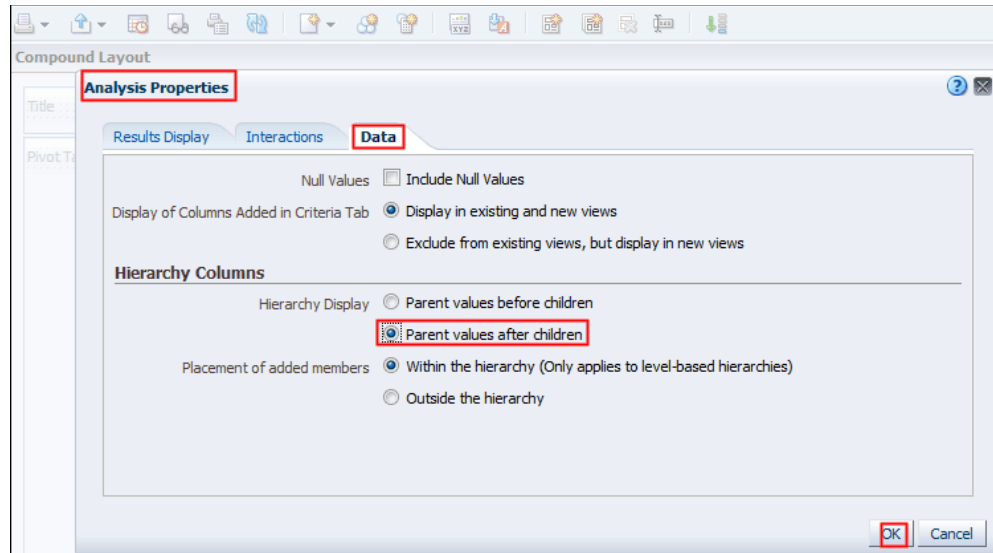 xyz
Compound Layout
Analysis Properties
Title
Results Display Interactions Data
Pivot Ta
Null Values Include Null Values
Display of Columns Added in Criteria Tab Display in existing and new views
Exclude from existing views, but display in new views
Hierarchy Columns
Hierarchy Display Parent values before children
Parent values after children
Placement of added members Within the hierarchy (Only applies to level-based hierarchies)
Outside the hierarchy
OK Cancel